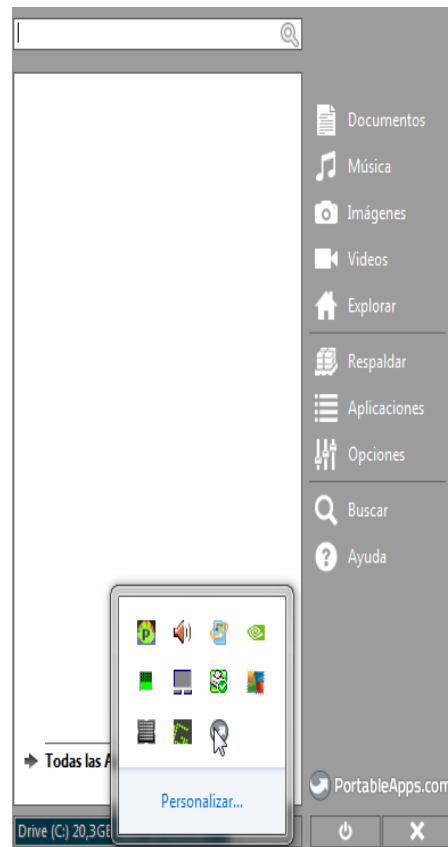 Documentos
Música
Imágenes
Videos
Explorar
Respaldar
Aplicaciones
Opciones
Buscar
Ayuda
Todas las A
Personalizar...
PortableApps.com
Drive (C:) 20,3GB